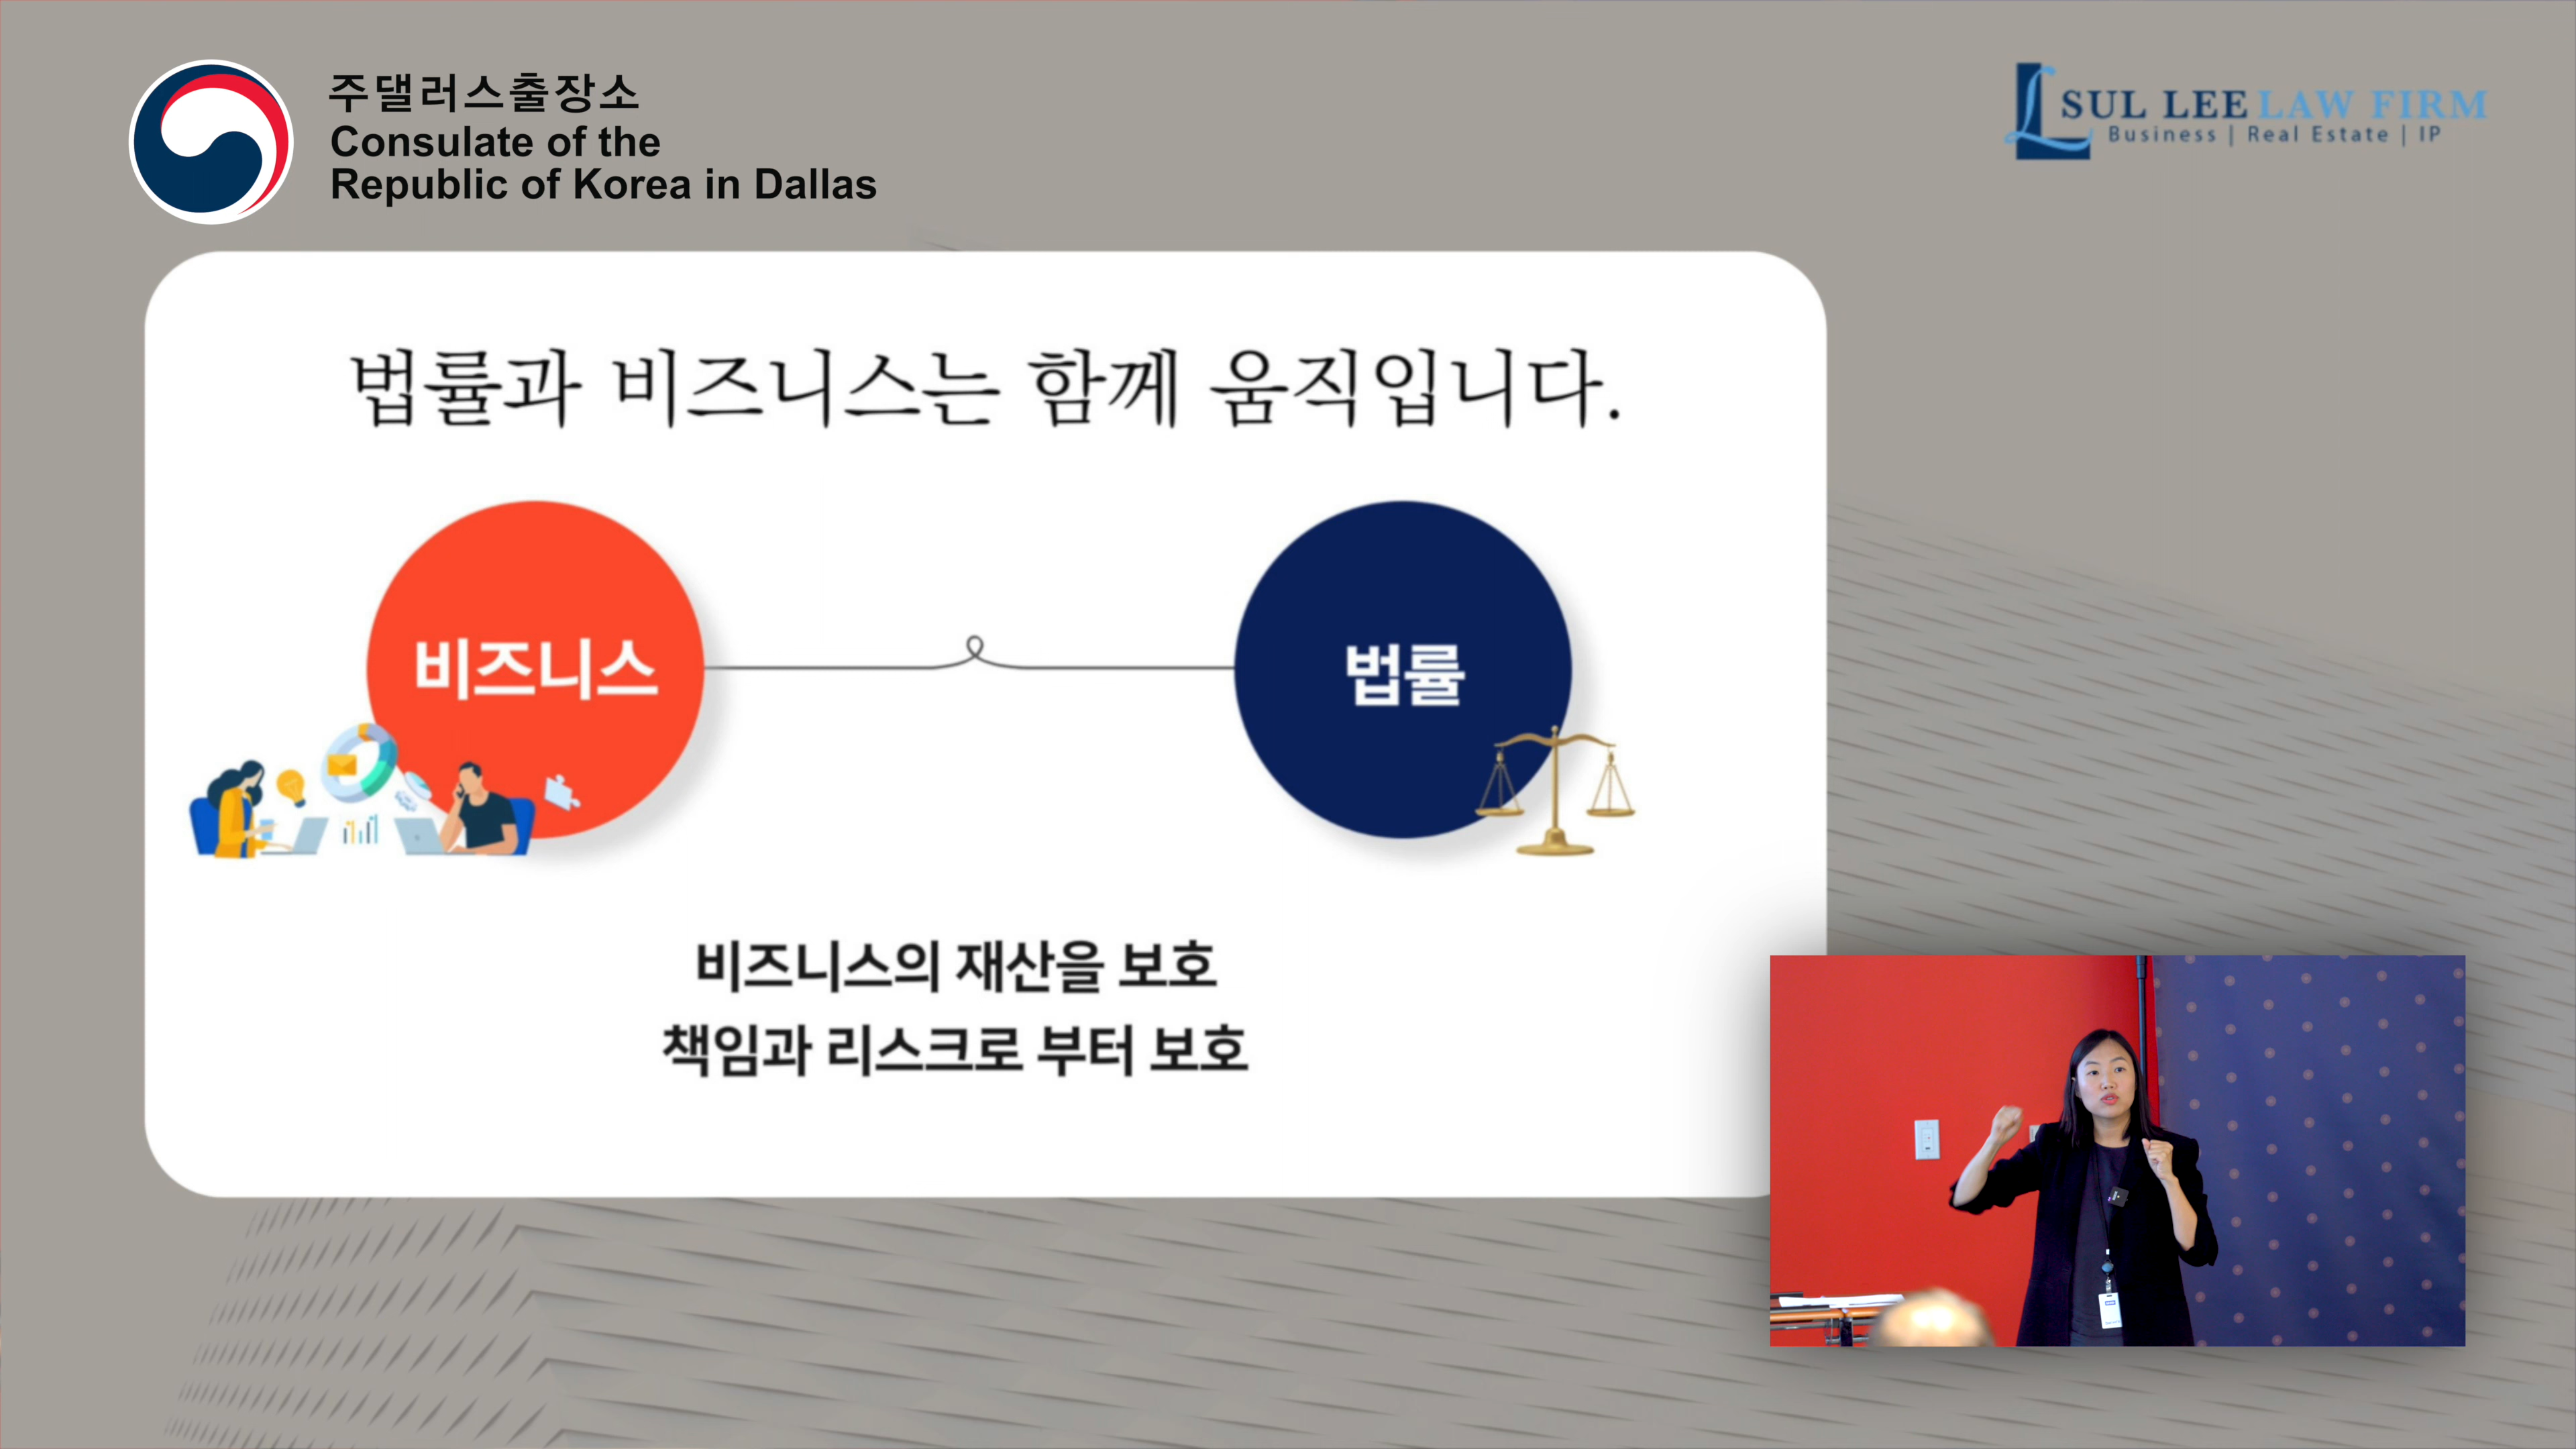 주댈러스출장소
Consulate of the
Republic of Korea in Dallas
SUL LEE LAW FIRM
Business | Real Estate | IP
법률과 비즈니스는 함께 움직입니다.
비즈니스
법률
비즈니스의 재산을 보호
책임과 리스크로 부터 보호